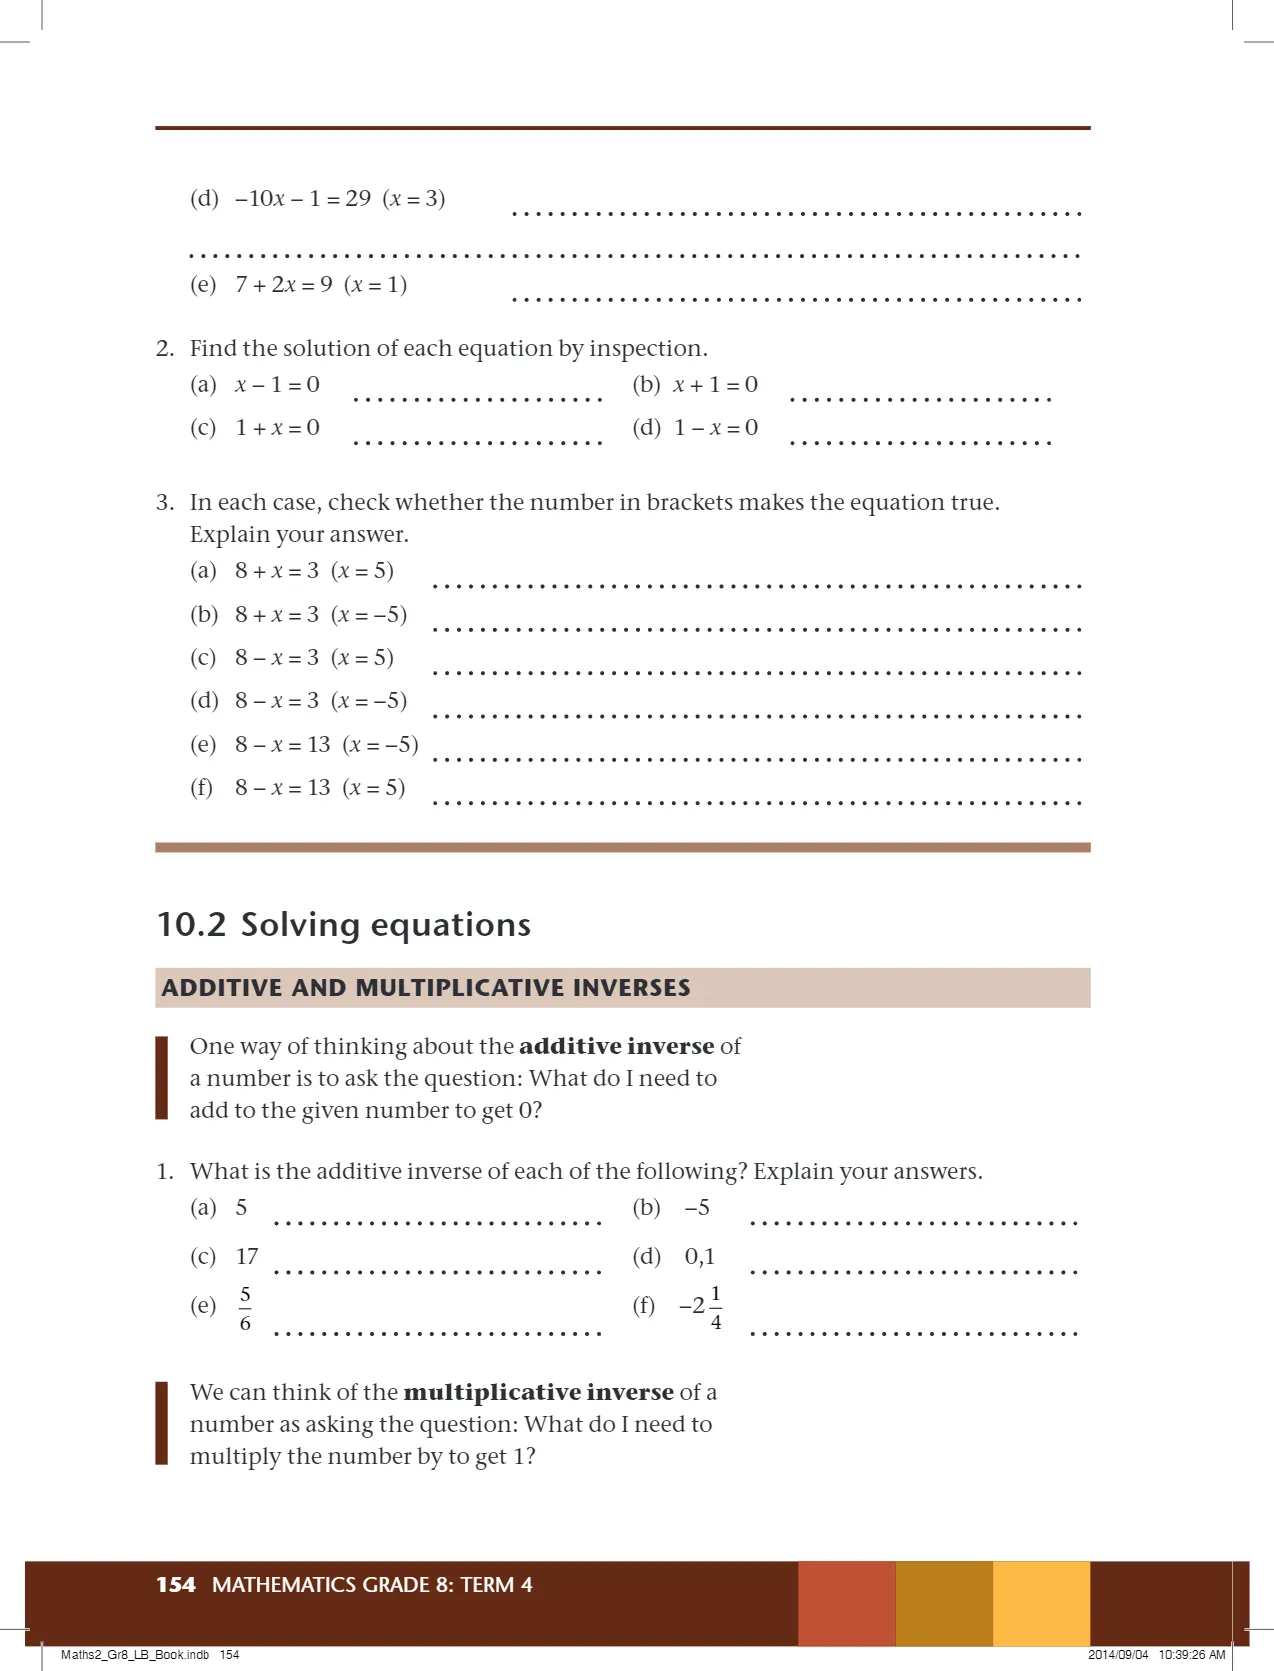 (d) –10x – 1 = 29 (x = 3)
(e) 7 + 2x = 9 (x = 1)
2. Find the solution of each equation by inspection.
(a) x – 1 = 0 (b) x + 1 = 0
(c) 1 + x = 0 (d) 1 – x = 0
3. In each case, check whether the number in brackets makes the equation true.
Explain your answer.
(a) 8 + x = 3 (x = 5)
(b) 8 + x = 3 (x = –5)
(c) 8 – x = 3 (x = 5)
(d) 8 – x = 3 (x = –5)
(e) 8 – x = 13 (x = –5)
(f) 8 – x = 13 (x = 5)
10.2 Solving equations
ADDITIVE AND MULTIPLICATIVE INVERSES
One way of thinking about the additive inverse of
a number is to ask the question: What do I need to
add to the given number to get 0?
1. What is the additive inverse of each of the following? Explain your answers.
(a) 5 (b) –5
(c) 17 (d) 0,1
(e) 5/6 (f) –2 1/4
We can think of the multiplicative inverse of a
number as asking the question: What do I need to
multiply the number by to get 1?
154 MATHEMATICS GRADE 8: TERM 4
Maths2_Gr8_LB_Book.indb 154 2014/09/04 10:39:26 AM